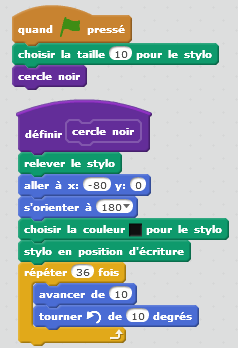 quand pressé
choisir la taille 10 pour le stylo
cercle noir
définir cercle noir
relever le stylo
aller à x: -80 y: 0
s'orienter à 180
choisir la couleur pour le stylo
stylo en position d'écriture
répéter 36 fois
avancer de 10
tourner de 10 degrés